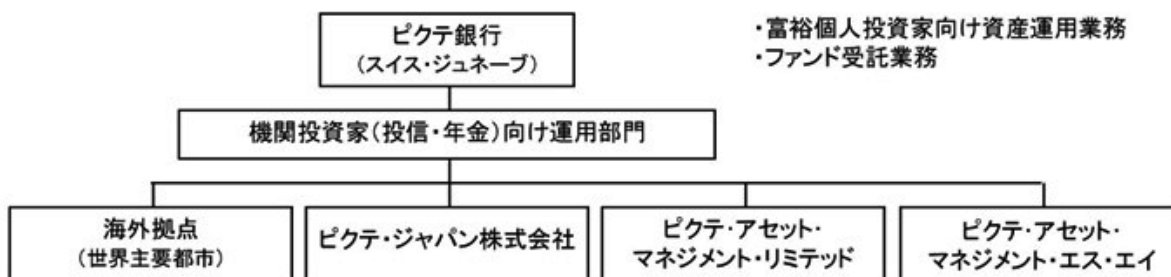 ピクテ銀行
(スイス・ジュネーブ)
・富裕個人投資家向け資産運用業務
・ファンド受託業務
機関投資家(投信・年金)向け運用部門
海外拠点
(世界主要都市)
ピクテ・ジャパン株式会社
ピクテ・アセット・
マネジメント・リミテッド
ピクテ・アセット・
マネジメント・エス・エイ